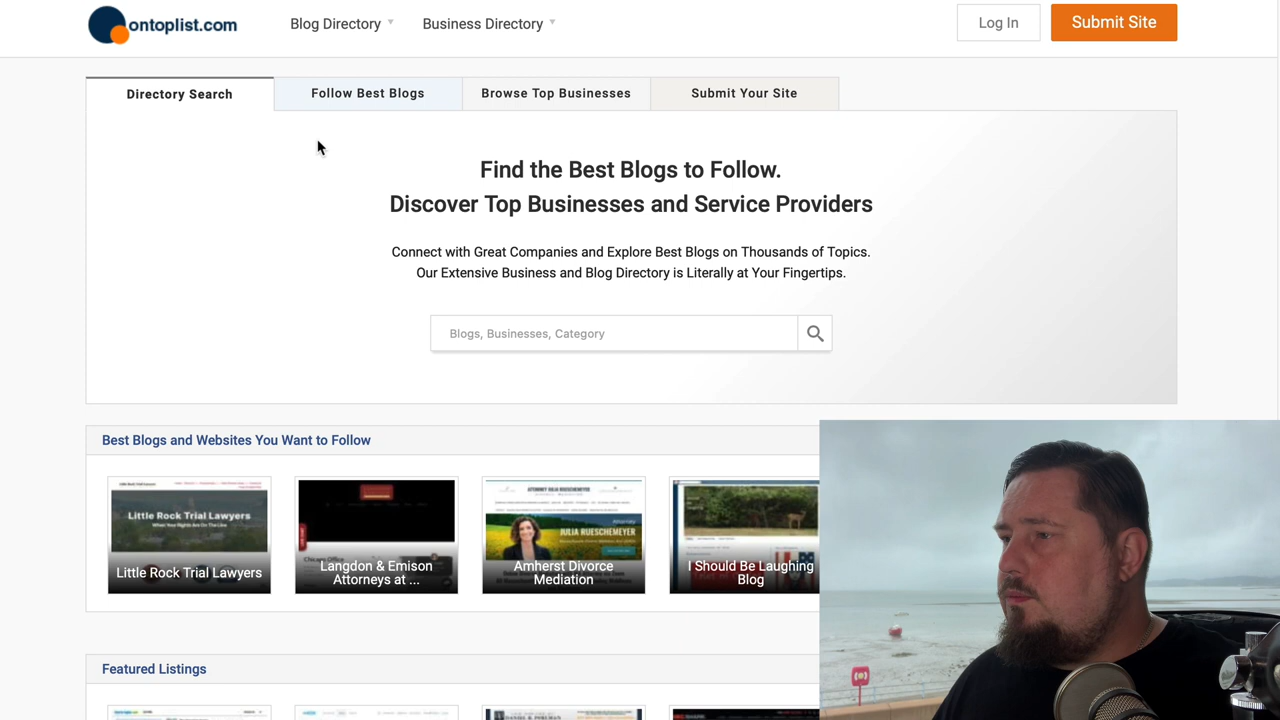 ontoplist.com
Blog Directory
Business Directory
Log In
Submit Site
Directory Search
Follow Best Blogs
Browse Top Businesses
Submit Your Site
Find the Best Blogs to Follow.
Discover Top Businesses and Service Providers
Connect with Great Companies and Explore Best Blogs on Thousands of Topics.
Our Extensive Business and Blog Directory is Literally at Your Fingertips.
Blogs, Businesses, Category
Best Blogs and Websites You Want to Follow
Little Rock Trial Lawyers
Little Rock Trial Lawyers
Langdon & Emison
Attorneys at ...
JULIA RUESCHEMEYER
Amherst Divorce
Mediation
I Should Be Laughing
Blog
Featured Listings